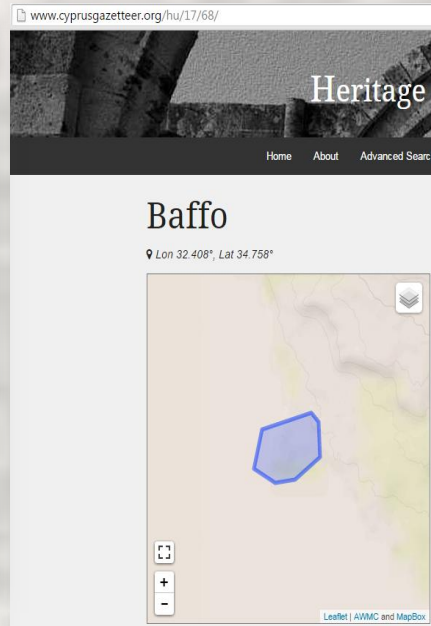 www.cyprusgazetteer.org/hu/17/68/
Heritage
Home About Advanced Searc
Baffo
Lon 32.408°, Lat 34.758°
+
−
Leaflet | AWMC and MapBox